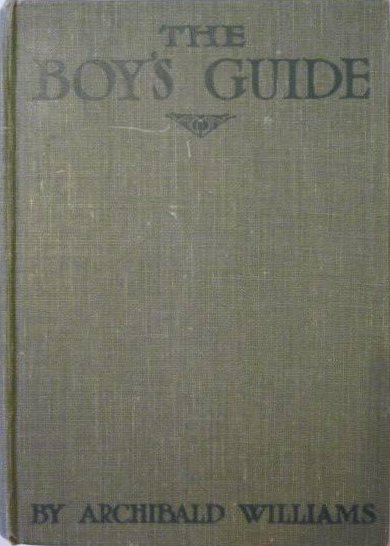 THE
BOY'S GUIDE
BY ARCHIBALD WILLIAMS